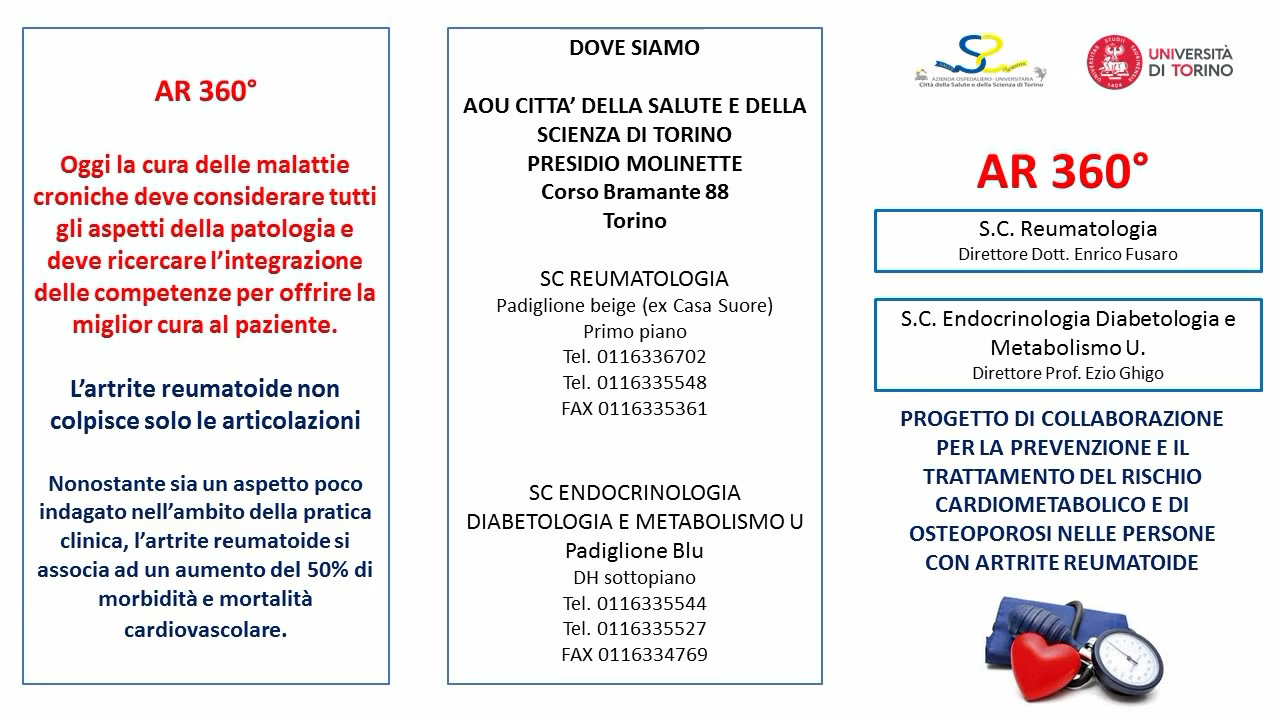 AR 360°
Oggi la cura delle malattie
croniche deve considerare tutti
gli aspetti della patologia e
deve ricercare l’integrazione
delle competenze per offrire la
miglior cura al paziente.
L’artrite reumatoide non
colpisce solo le articolazioni
Nonostante sia un aspetto poco
indagato nell’ambito della pratica
clinica, l’artrite reumatoide si
associa ad un aumento del 50% di
morbidità e mortalità
cardiovascolare.
DOVE SIAMO
AOU CITTA’ DELLA SALUTE E DELLA
SCIENZA DI TORINO
PRESIDIO MOLINETTE
Corso Bramante 88
Torino
SC REUMATOLOGIA
Padiglione beige (ex Casa Suore)
Primo piano
Tel. 0116336702
Tel. 0116335548
FAX 0116335361
SC ENDOCRINOLOGIA
DIABETOLOGIA E METABOLISMO U
Padiglione Blu
DH sottopiano
Tel. 0116335544
Tel. 0116335527
FAX 0116334769
AZIENDA OSPEDALIERO - UNIVERSITARIA
Città della Salute e della Scienza di Torino
UNIVERSITÀ
DI TORINO
AR 360°
S.C. Reumatologia
Direttore Dott. Enrico Fusaro
S.C. Endocrinologia Diabetologia e
Metabolismo U.
Direttore Prof. Ezio Ghigo
PROGETTO DI COLLABORAZIONE
PER LA PREVENZIONE E IL
TRATTAMENTO DEL RISCHIO
CARDIOMETABOLICO E DI
OSTEOPOROSI NELLE PERSONE
CON ARTRITE REUMATOIDE